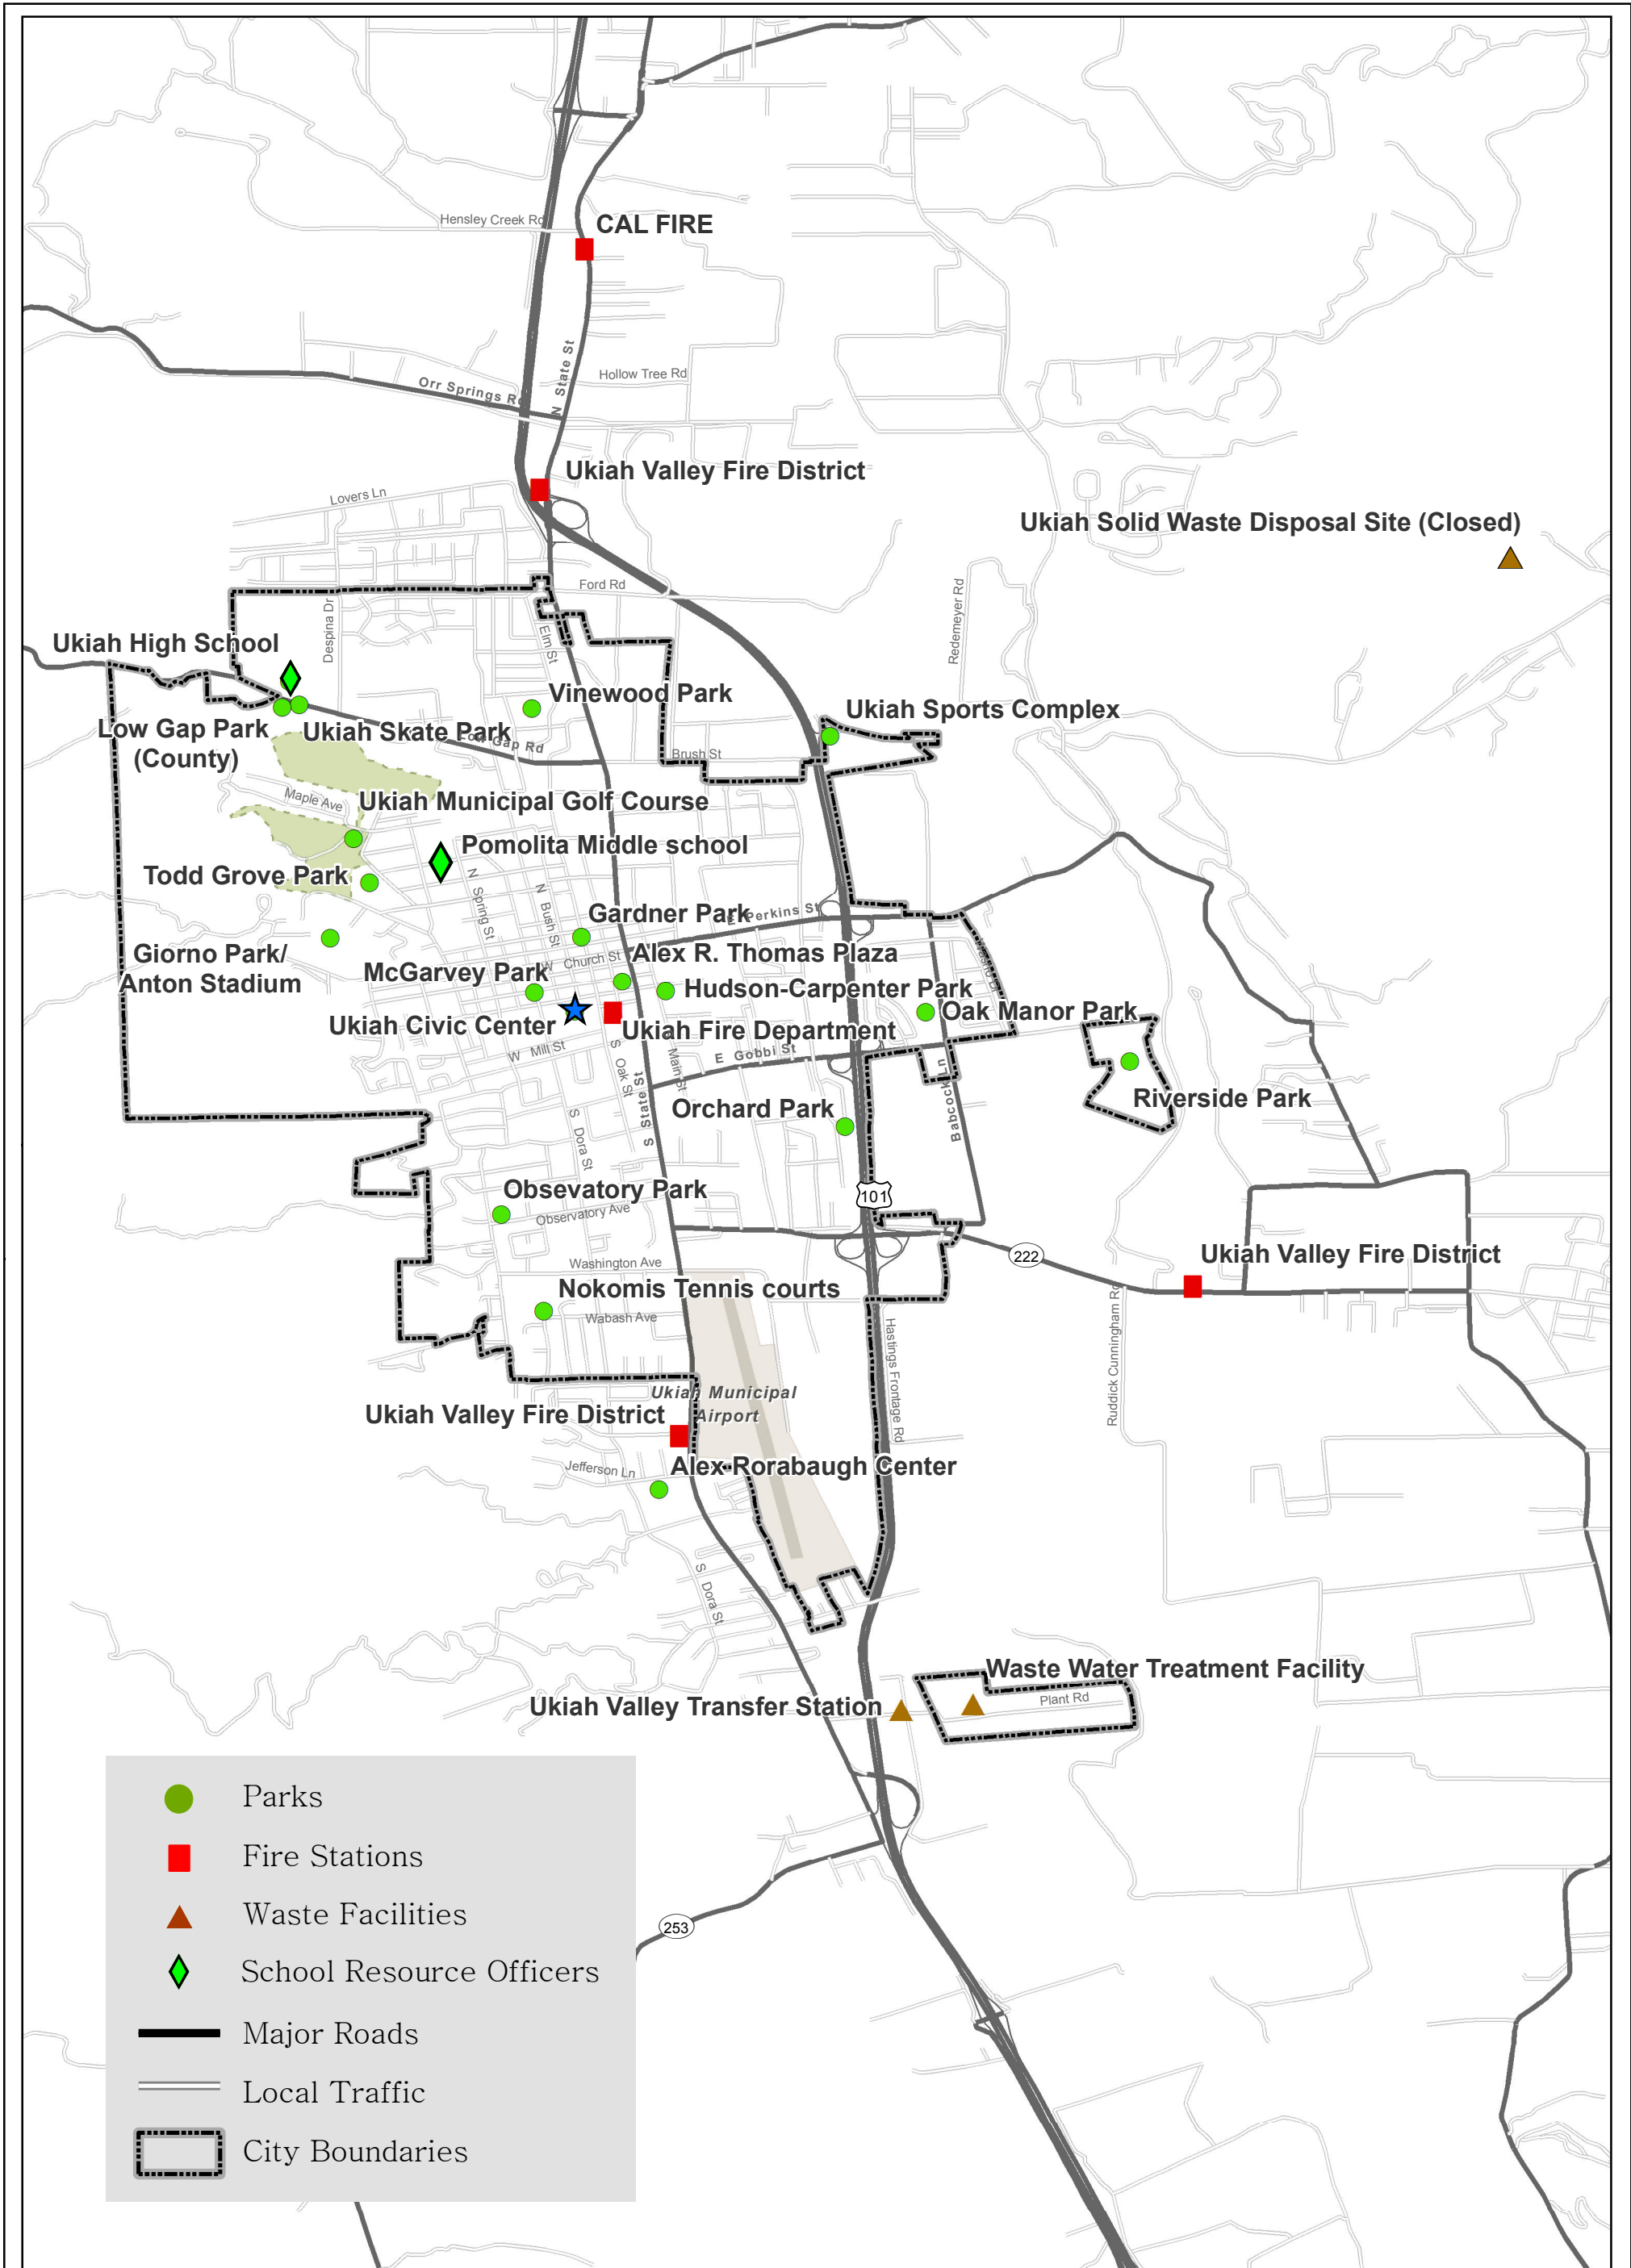 Hensley Creek Rd
CAL FIRE
N State St
Hollow Tree Rd
Orr Springs Rd
Ukiah Valley Fire District
Lovers Ln
Ukiah Solid Waste Disposal Site (Closed)
Ford Rd
Redemeyer Rd
Despina Dr
Elm St
Ukiah High School
Vinewood Park
Ukiah Sports Complex
Low Gap Park
(County)
Ukiah Skate Park
Low Gap Rd
Brush St
Maple Ave
Ukiah Municipal Golf Course
Pomolita Middle school
Todd Grove Park
N Spring St
N Bush St
Gardner Park
E Perkins St
Giorno Park/
Anton Stadium
W Church St
Alex R. Thomas Plaza
McGarvey Park
Hudson-Carpenter Park
Oak Manor Park
Ukiah Civic Center
Ukiah Fire Department
W Mill St
S Oak St
Main St
E Gobbi St
Babcock Ln
Riverside Park
Orchard Park
S State St
S Dora St
Obsevatory Park
Observatory Ave
101
222
Ukiah Valley Fire District
Washington Ave
Nokomis Tennis courts
Wabash Ave
Hastings Frontage Rd
Ruddick Cunningham Rd
Ukiah Municipal
Airport
Ukiah Valley Fire District
Jefferson Ln
Alex Rorabaugh Center
S Dora St
Waste Water Treatment Facility
Plant Rd
Ukiah Valley Transfer Station
253
Parks
Fire Stations
Waste Facilities
School Resource Officers
Major Roads
Local Traffic
City Boundaries